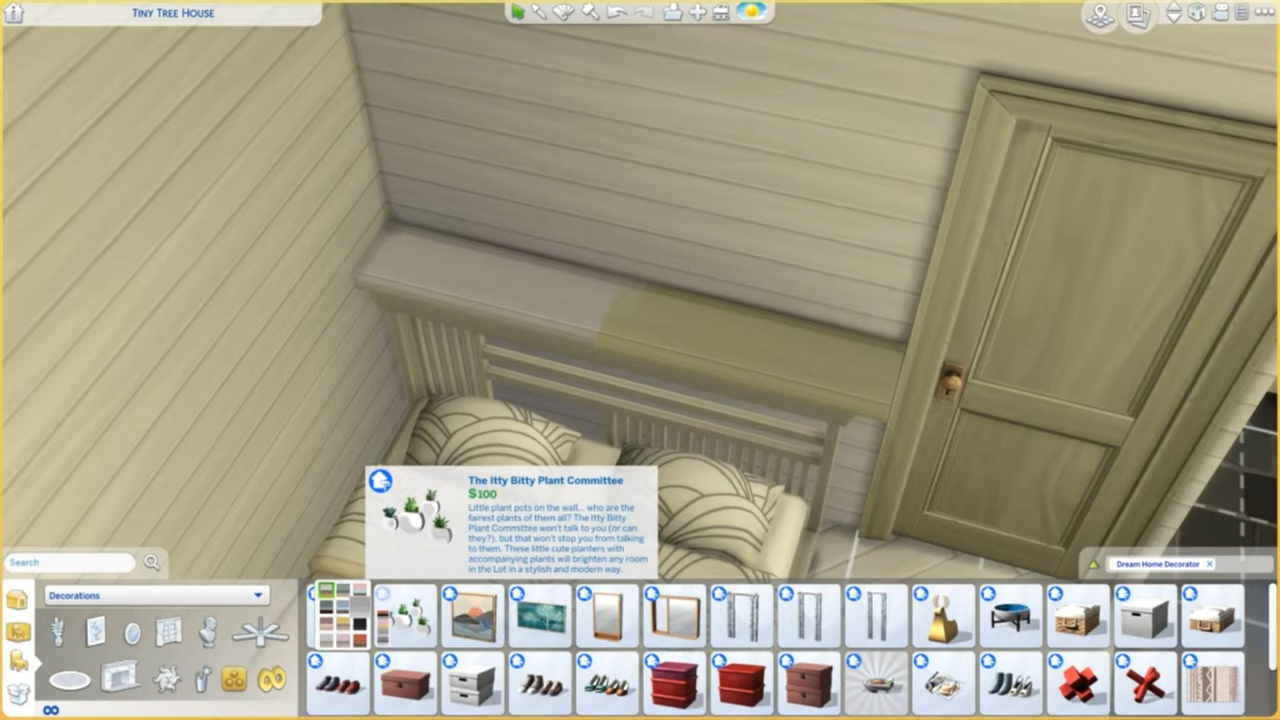 TINY TREE HOUSE
The Itty Bitty Plant Committee
$100
Little plant pots on the wall... who are the
fairest plants of them all? The Itty Bitty
Plant Committee won't talk to you (or can
they?), but that won't stop you from talking
to them. These little cute planters with
accompanying plants will brighten any room
in the Lot in a stylish and modern way.
Search
Dream Home Decorator
Decorations